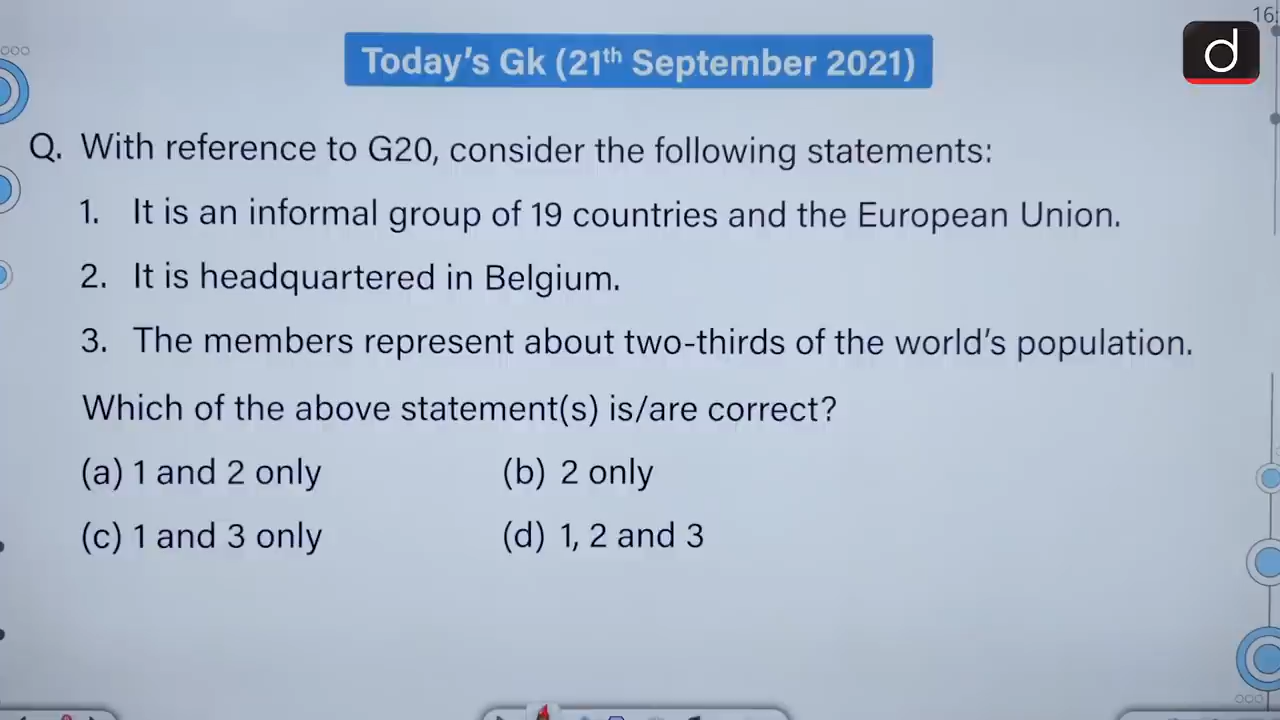 16
Today's Gk (21th September 2021)
d
Q. With reference to G20, consider the following statements:
1. It is an informal group of 19 countries and the European Union.
2. It is headquartered in Belgium.
3. The members represent about two-thirds of the world's population.
Which of the above statement(s) is/are correct?
(a) 1 and 2 only (b) 2 only
(c) 1 and 3 only (d) 1, 2 and 3